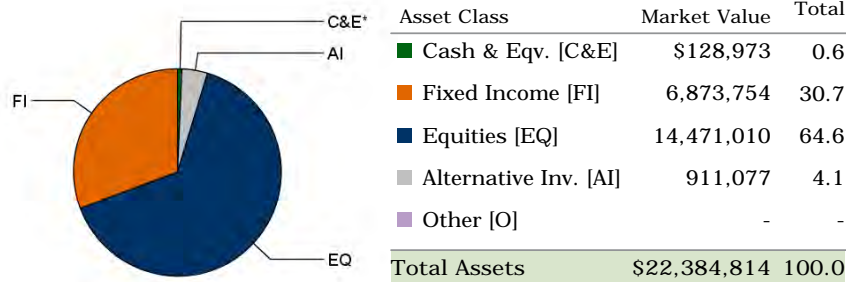 C&E*
AI
FI
EQ
Asset Class Market Value Total
Cash & Eqv. [C&E] $128,973 0.6
Fixed Income [FI] 6,873,754 30.7
Equities [EQ] 14,471,010 64.6
Alternative Inv. [AI] 911,077 4.1
Other [O] - -
Total Assets $22,384,814 100.0